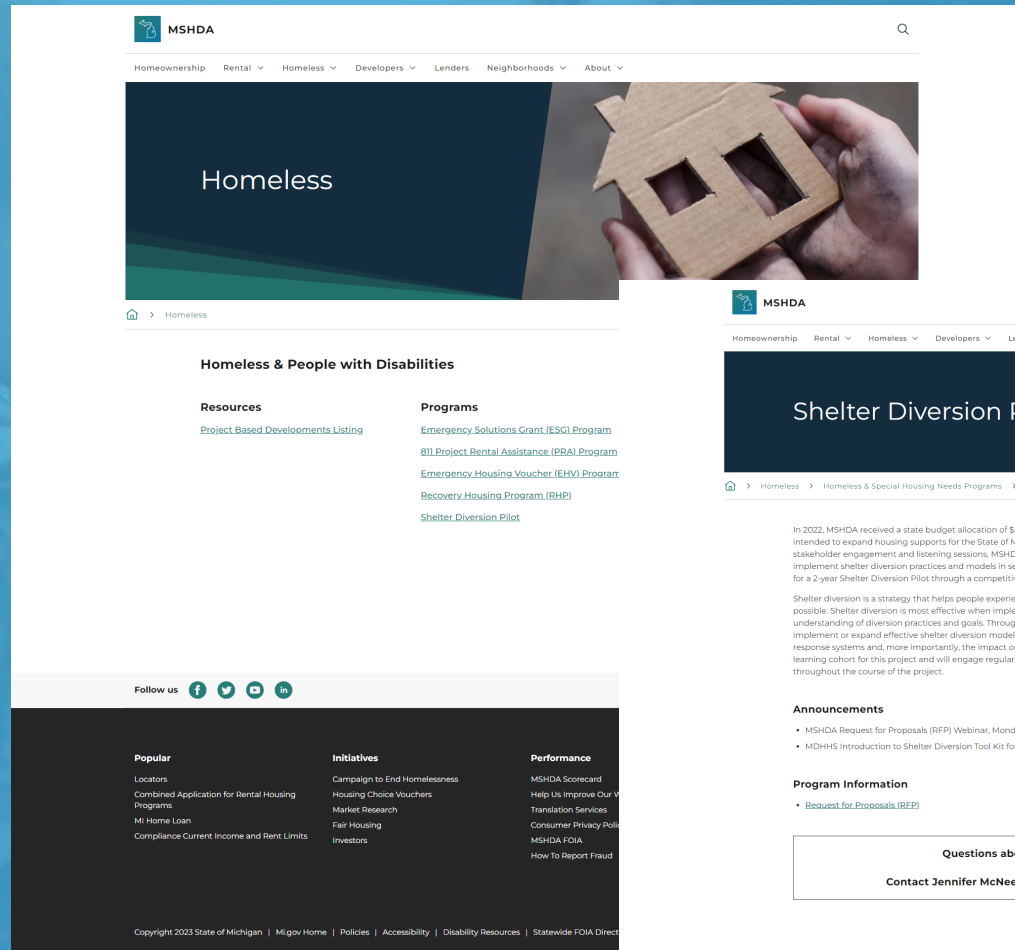 MSHDA
Homeownership Rental Homeless Developers Lenders Neighborhoods About
Homeless
Homeless
Homeless & People with Disabilities
Resources
Project Based Developments Listing
Programs
Emergency Solutions Grant (ESG) Program
811 Project Rental Assistance (PRA) Program
Emergency Housing Voucher (EHV) Program
Recovery Housing Program (RHP)
Shelter Diversion Pilot
Follow us
Popular
Locators
Combined Application for Rental Housing
Programs
MI Home Loan
Compliance Current Income and Rent Limits
Initiatives
Campaign to End Homelessness
Housing Choice Vouchers
Market Research
Fair Housing
Investors
Performance
MSHDA Scorecard
Help Us Improve Our
Translation Services
Consumer Privacy
MSHDA FOIA
How To Report Fraud
Copyright 2023 State of Michigan | Mi.gov Home | Policies | Accessibility | Disability Resources | Statewide FOIA
MSHDA
Homeownership Rental Homeless Developers
Shelter Diversion
Homeless Homeless & Special Housing Needs Programs
In 2022, MSHDA received a state budget allocation of $
intended to expand housing supports for the State of
stakeholder engagement and listening sessions,
implement shelter diversion practices and models in
for a 2-year Shelter Diversion Pilot through a
Shelter diversion is a strategy that helps people
possible. Shelter diversion is most effective when
understanding of diversion practices and goals.
implement or expand effective shelter diversion
response systems and, more importantly, the impact
learning cohort for this project and will engage
throughout the course of the project.
Announcements
MSHDA Request for Proposals (RFP) Webinar,
MDHHS Introduction to Shelter Diversion Tool Kit
Program Information
Request for Proposals (RFP)
Questions
Contact Jennifer